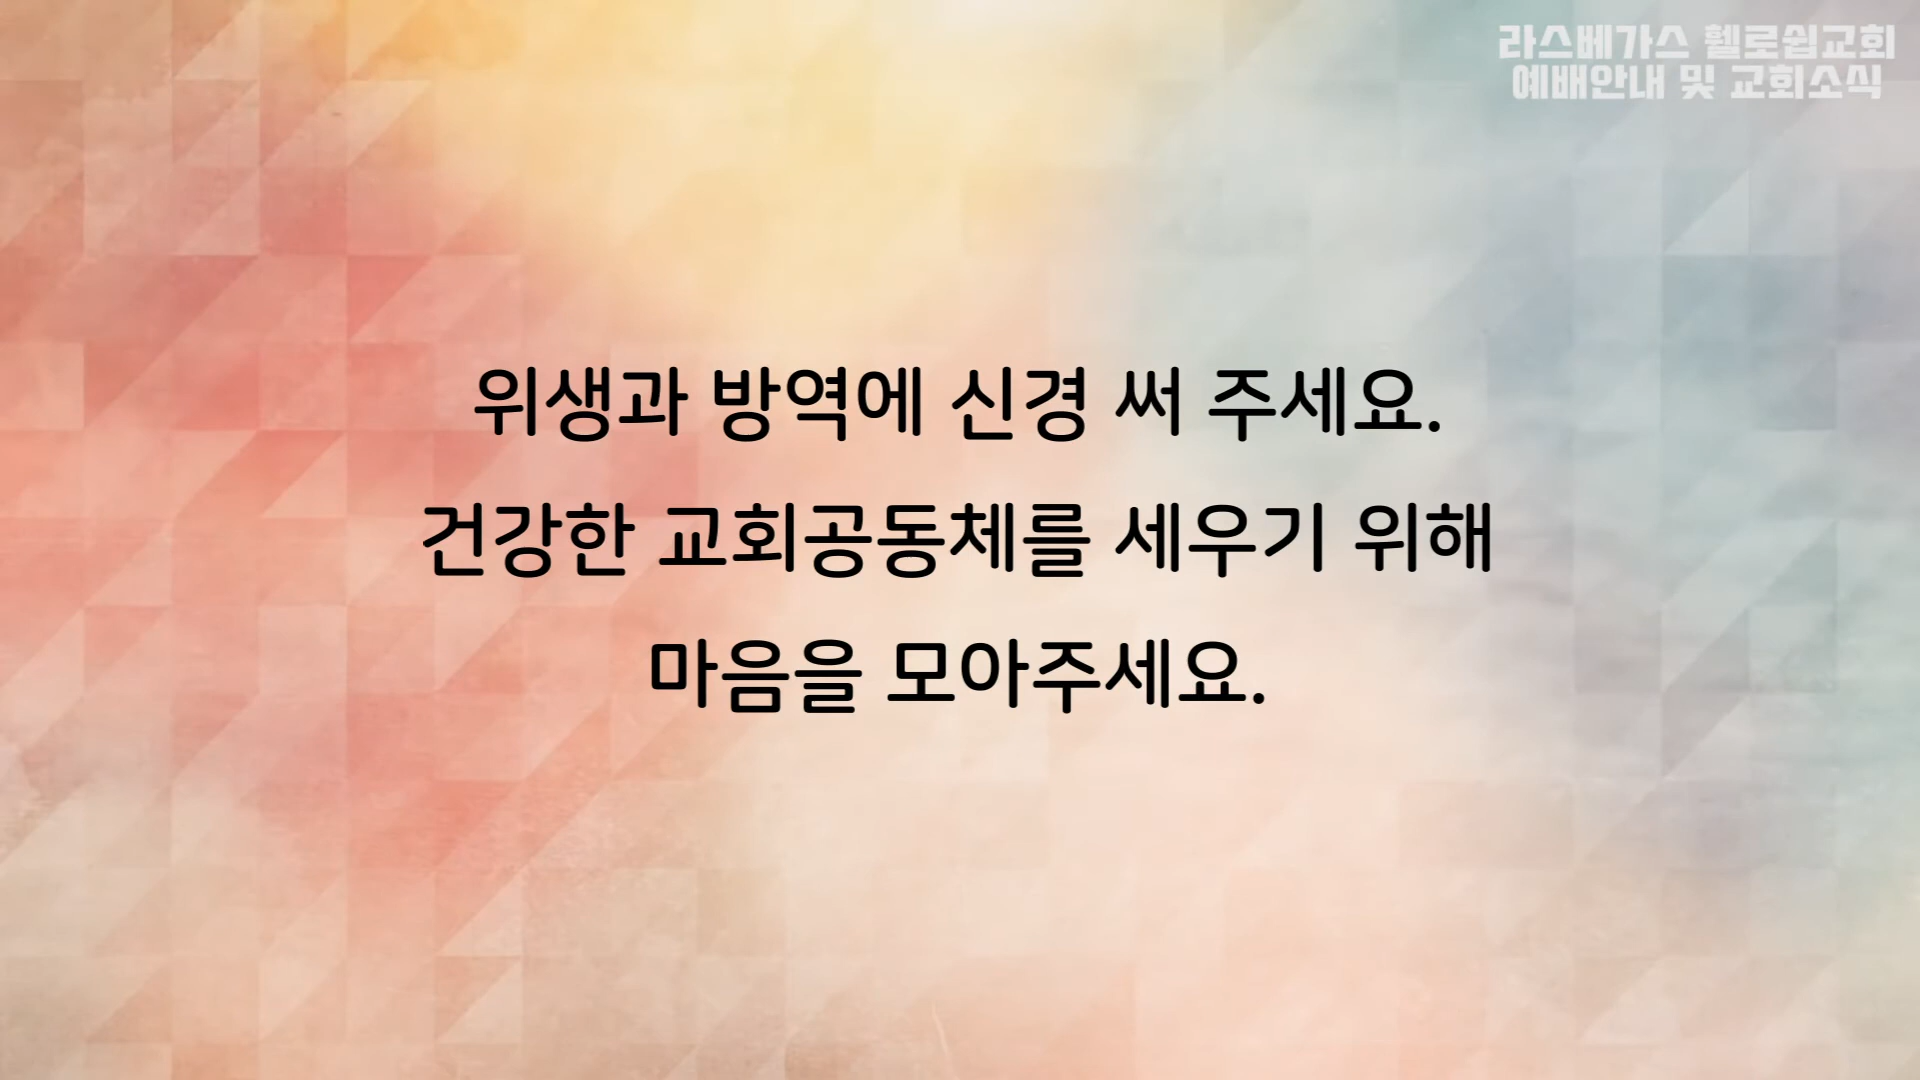 라스베가스 헬로쉽교회
예배안내 및 교회소식
위생과 방역에 신경 써 주세요.
건강한 교회공동체를 세우기 위해
마음을 모아주세요.